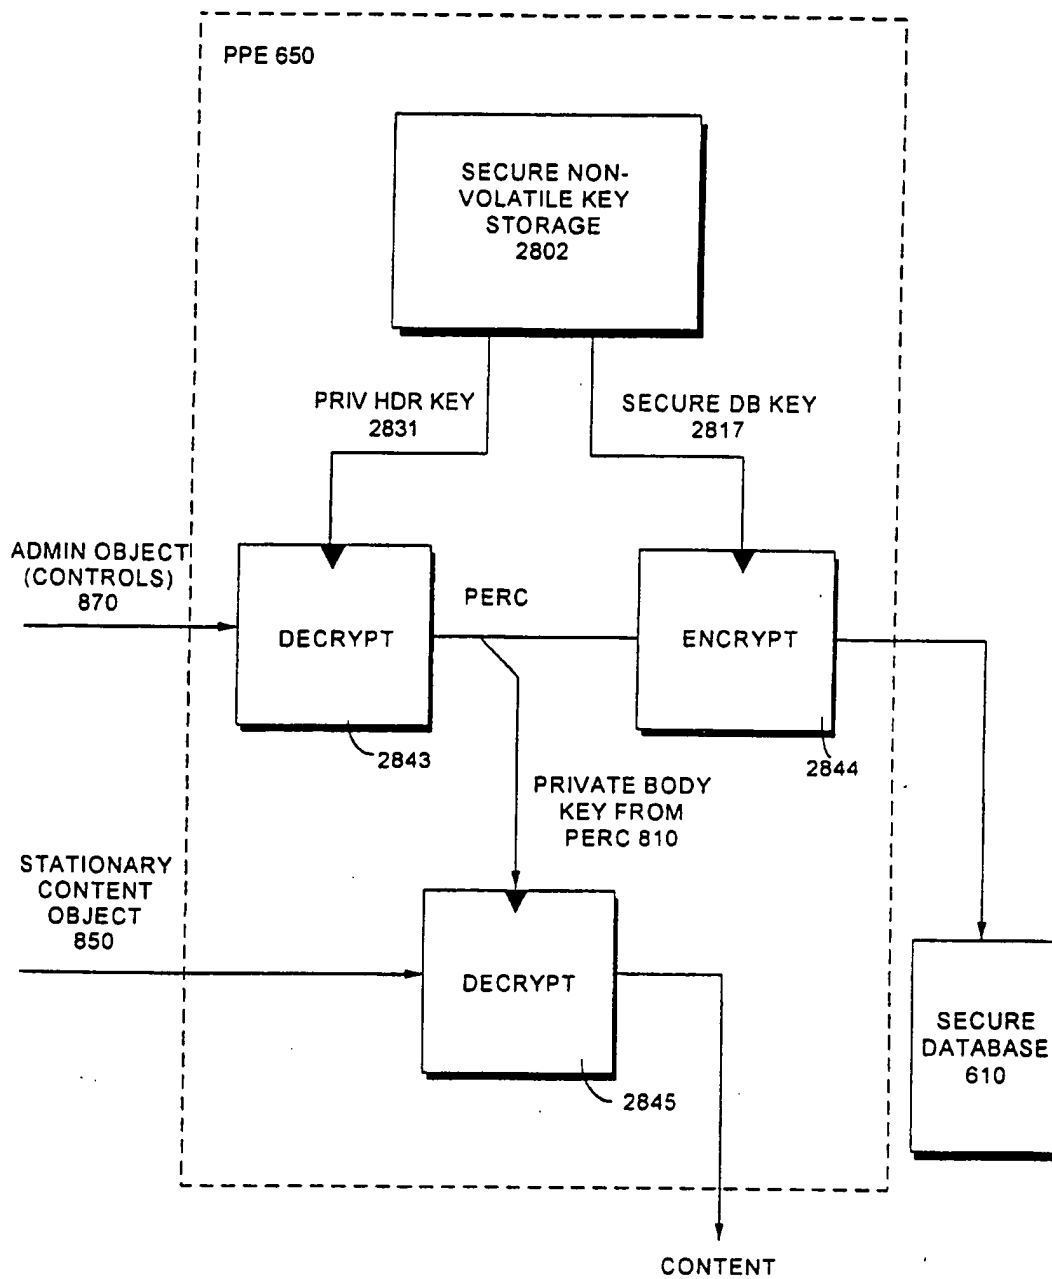 PPE 650
SECURE NON-
VOLATILE KEY
STORAGE
2802
PRIV HDR KEY
2831
SECURE DB KEY
2817
ADMIN OBJECT
(CONTROLS)
870
DECRYPT
PERC
ENCRYPT
2843
2844
PRIVATE BODY
KEY FROM
PERC 810
STATIONARY
CONTENT
OBJECT
850
DECRYPT
2845
SECURE
DATABASE
610
CONTENT